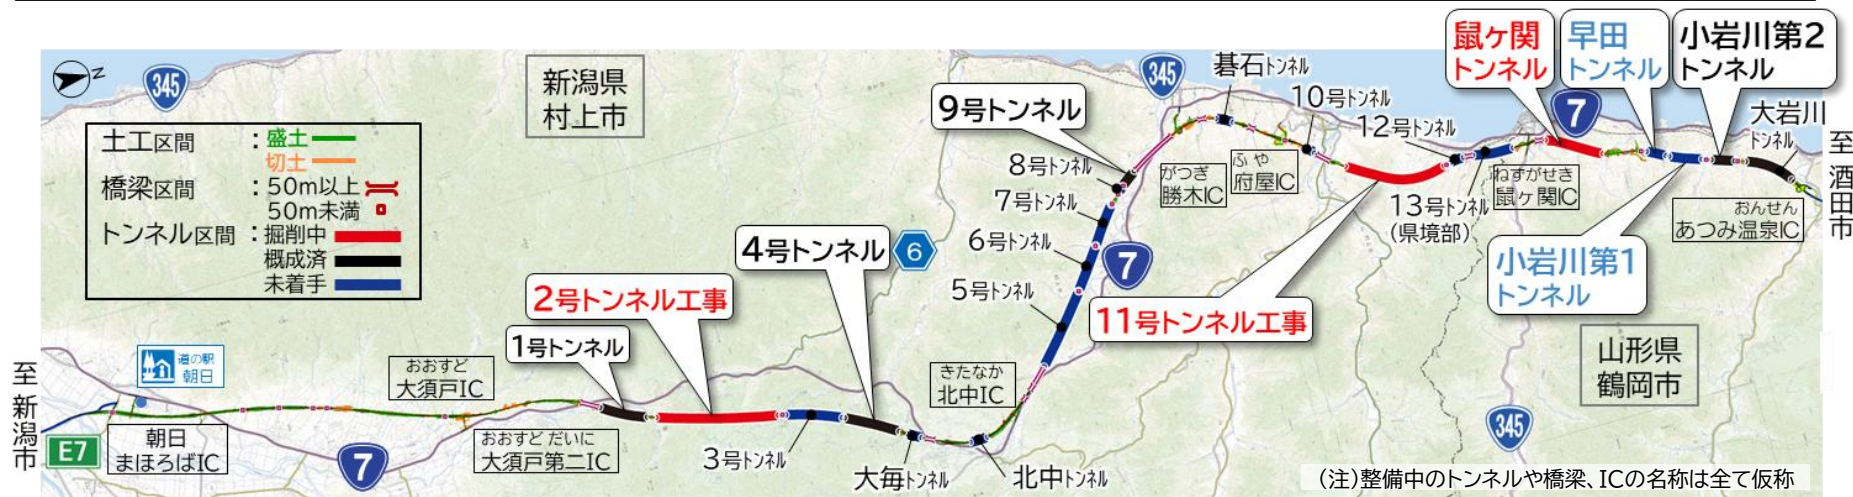 N
345
新潟県
村上市
土工区間 : 盛土
切土
橋梁区間 : 50m以上
50m未満
トンネル区間 : 掘削中
概成済
未着手
至 新潟市
E7
道の駅
朝日
朝日
まほろばIC
おおすど
大須戸IC
7
おおすど だいに
大須戸第二IC
1号トンネル
2号トンネル工事
3号トンネル
4号トンネル
6
大毎トンネル
北中トンネル
きたなか
北中IC
5号トンネル
6号トンネル
7号トンネル
8号トンネル
9号トンネル
7
345
がつぎ
勝木IC
碁石トンネル
ふや
府屋IC
10号トンネル
11号トンネル工事
12号トンネル
13号トンネル
(県境部)
ねずがせき
鼠ヶ関IC
鼠ヶ関
トンネル
7
早田
トンネル
小岩川第1
トンネル
小岩川第2
トンネル
大岩川
トンネル
おんせん
あつみ温泉IC
至 酒田市
山形県
鶴岡市
345
(注)整備中のトンネルや橋梁、ICの名称は全て仮称